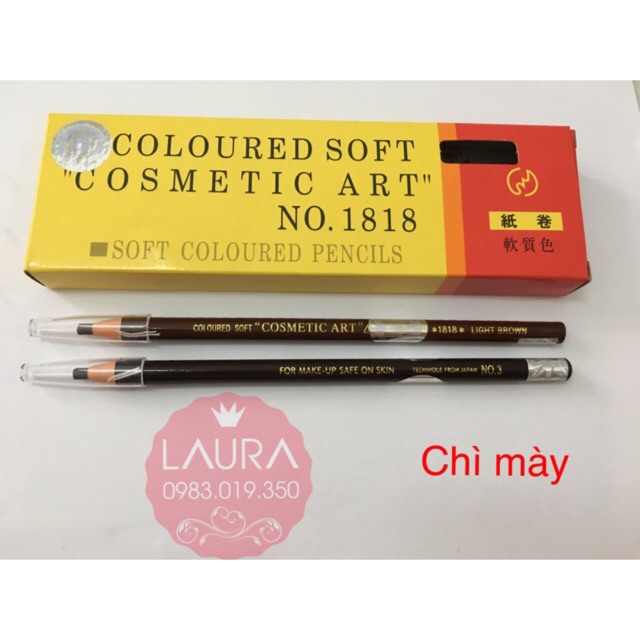 COLOURED SOFT
"COSMETIC ART"
NO.1818
SOFT COLOURED PENCILS
紙卷
軟質色
COLOURED SOFT "COSMETIC ART" *1818* LIGHT BROWN
FOR MAKE-UP SAFE ON SKIN TECHNIQUE FROM JAPAN NO.3
LAURA
0983.019.350
Chì mày